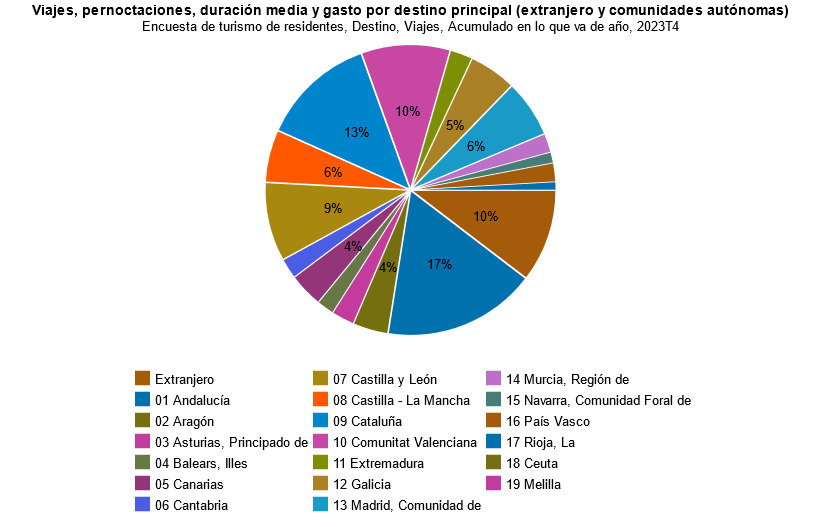 Viajes, pernoctaciones, duración media y gasto por destino principal (extranjero y comunidades autónomas)
Encuesta de turismo de residentes, Destino, Viajes, Acumulado en lo que va de año, 2023T4
10%
5%
13%
6%
6%
9%
10%
4%
4%
17%
Extranjero
01 Andalucía
02 Aragón
03 Asturias, Principado de
04 Balears, Illes
05 Canarias
06 Cantabria
07 Castilla y León
08 Castilla - La Mancha
09 Cataluña
10 Comunitat Valenciana
11 Extremadura
12 Galicia
13 Madrid, Comunidad de
14 Murcia, Región de
15 Navarra, Comunidad Foral de
16 País Vasco
17 Rioja, La
18 Ceuta
19 Melilla